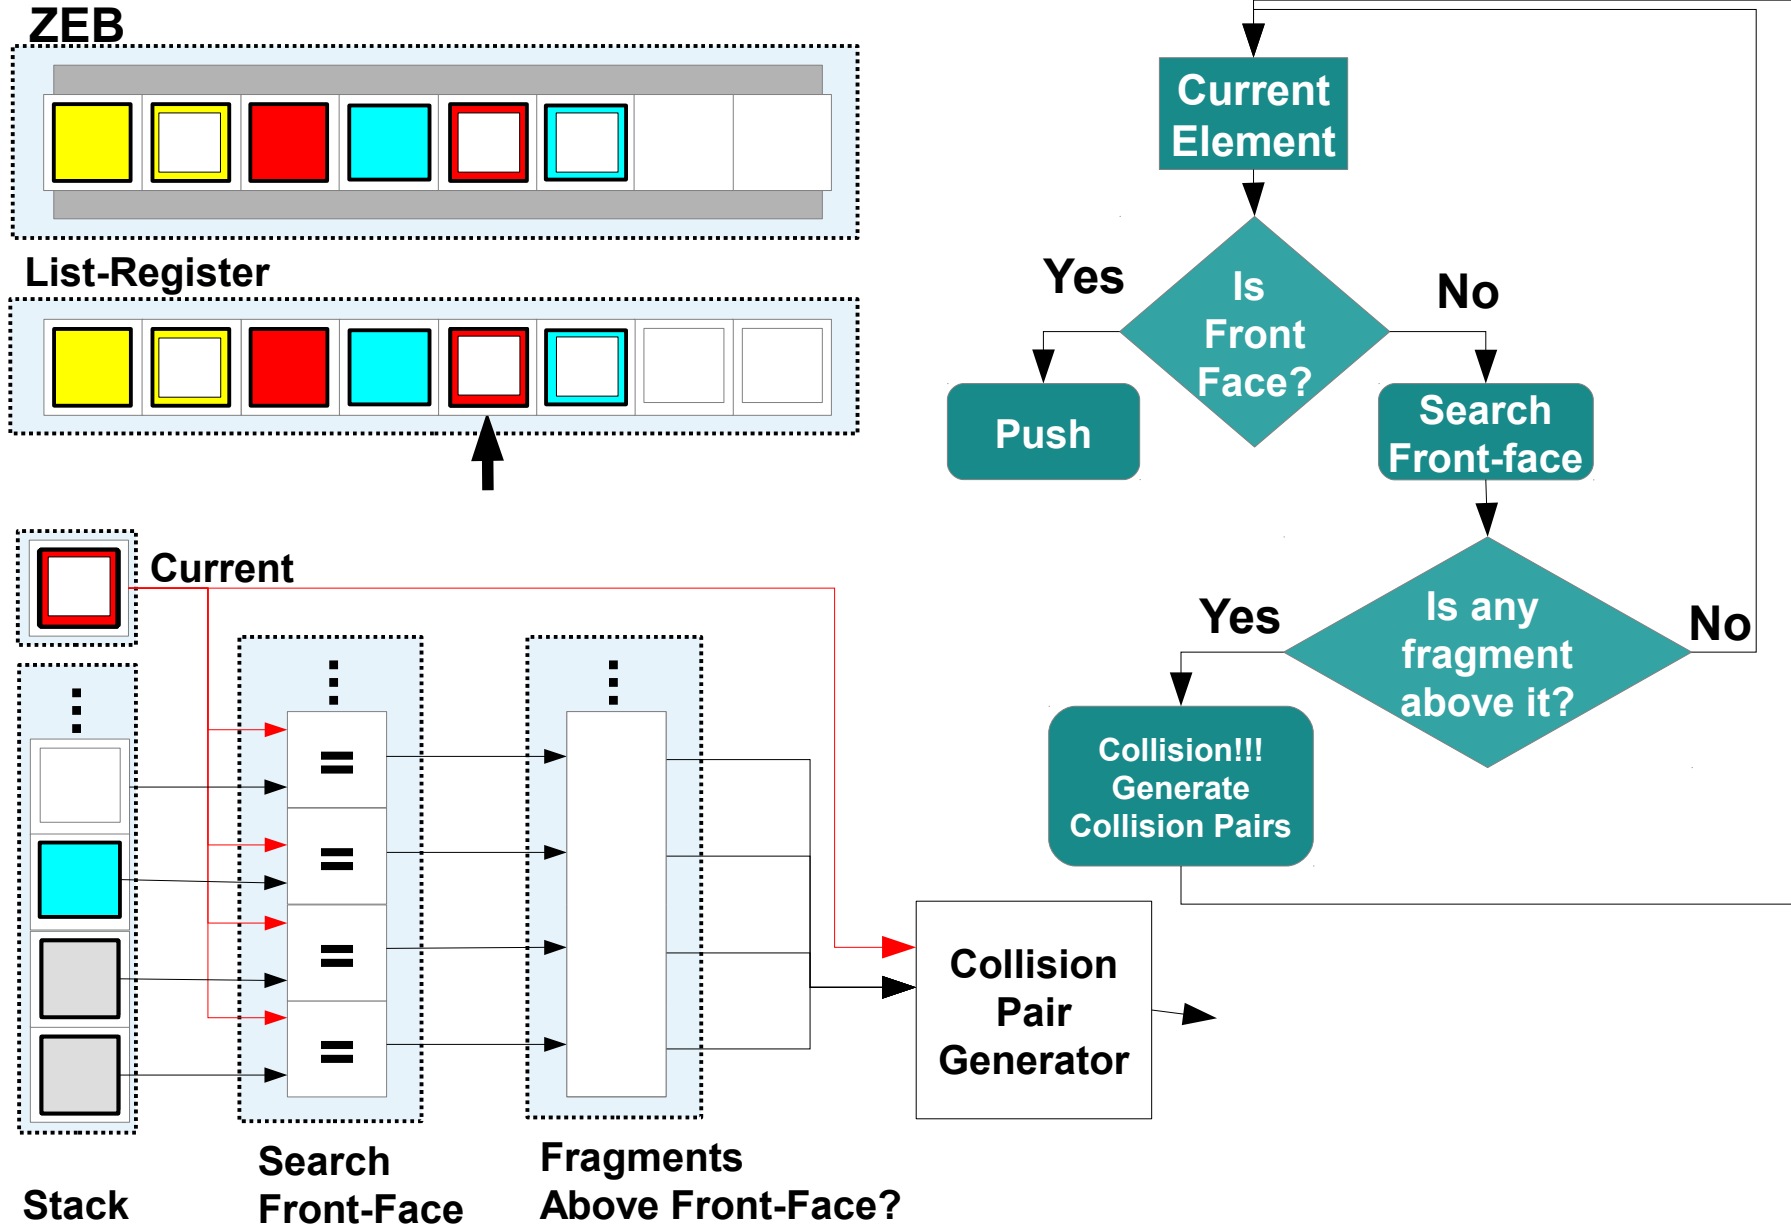 ZEB
List-Register
Current
=
=
=
=
Stack
Search
Front-Face
Fragments
Above Front-Face?
Collision
Pair
Generator
Current
Element
Is
Front
Face?
Yes
No
Push
Search
Front-face
Is any
fragment
above it?
Yes
No
Collision!!!
Generate
Collision Pairs